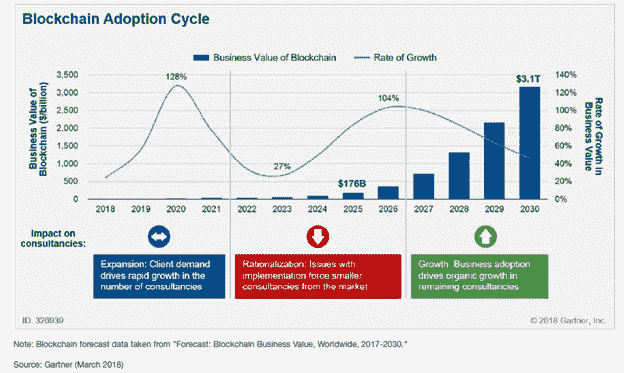 Blockchain Adoption Cycle
Business Value of Blockchain
Rate of Growth
Business Value of
Blockchain ($/billion)
3,500
3,000
2,500
2,000
1,500
1,000
500
0
128%
27%
$176B
104%
$3.1T
140%
120%
100%
80%
60%
40%
20%
0%
Rate of Growth in
Business Value
2018 2019 2020 2021 2022 2023 2024 2025 2026 2027 2028 2029 2030
Impact on
consultancies:
Expansion: Client demand
drives rapid growth in the
number of consultancies
Rationalization: Issues with
implementation force smaller
consultancies from the market
Growth Business adoption
drives organic growth in
remaining consultancies
ID: 326939
© 2018 Gartner, Inc.
Note: Blockchain forecast data taken from "Forecast: Blockchain Business Value, Worldwide, 2017-2030."
Source: Gartner (March 2018)